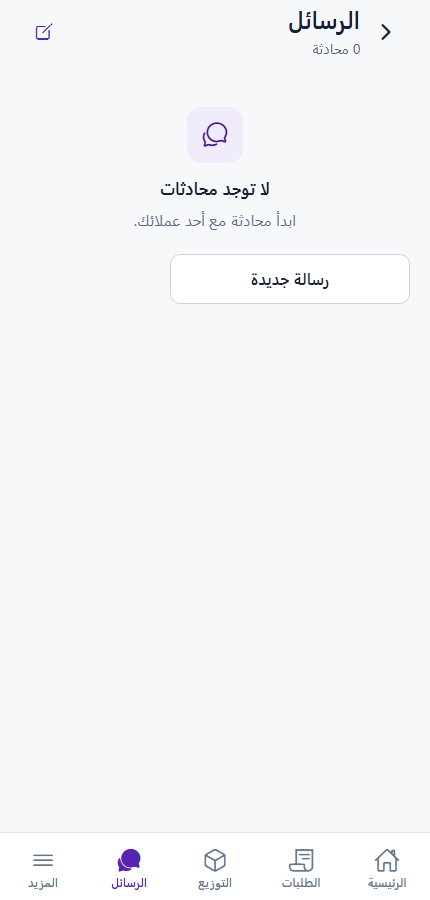 الرسائل
0 محادثة
لا توجد محادثات
ابدأ محادثة مع أحد عملائك.
رسالة جديدة
الرئيسية
الطلبات
التوزيع
الرسائل
المزيد